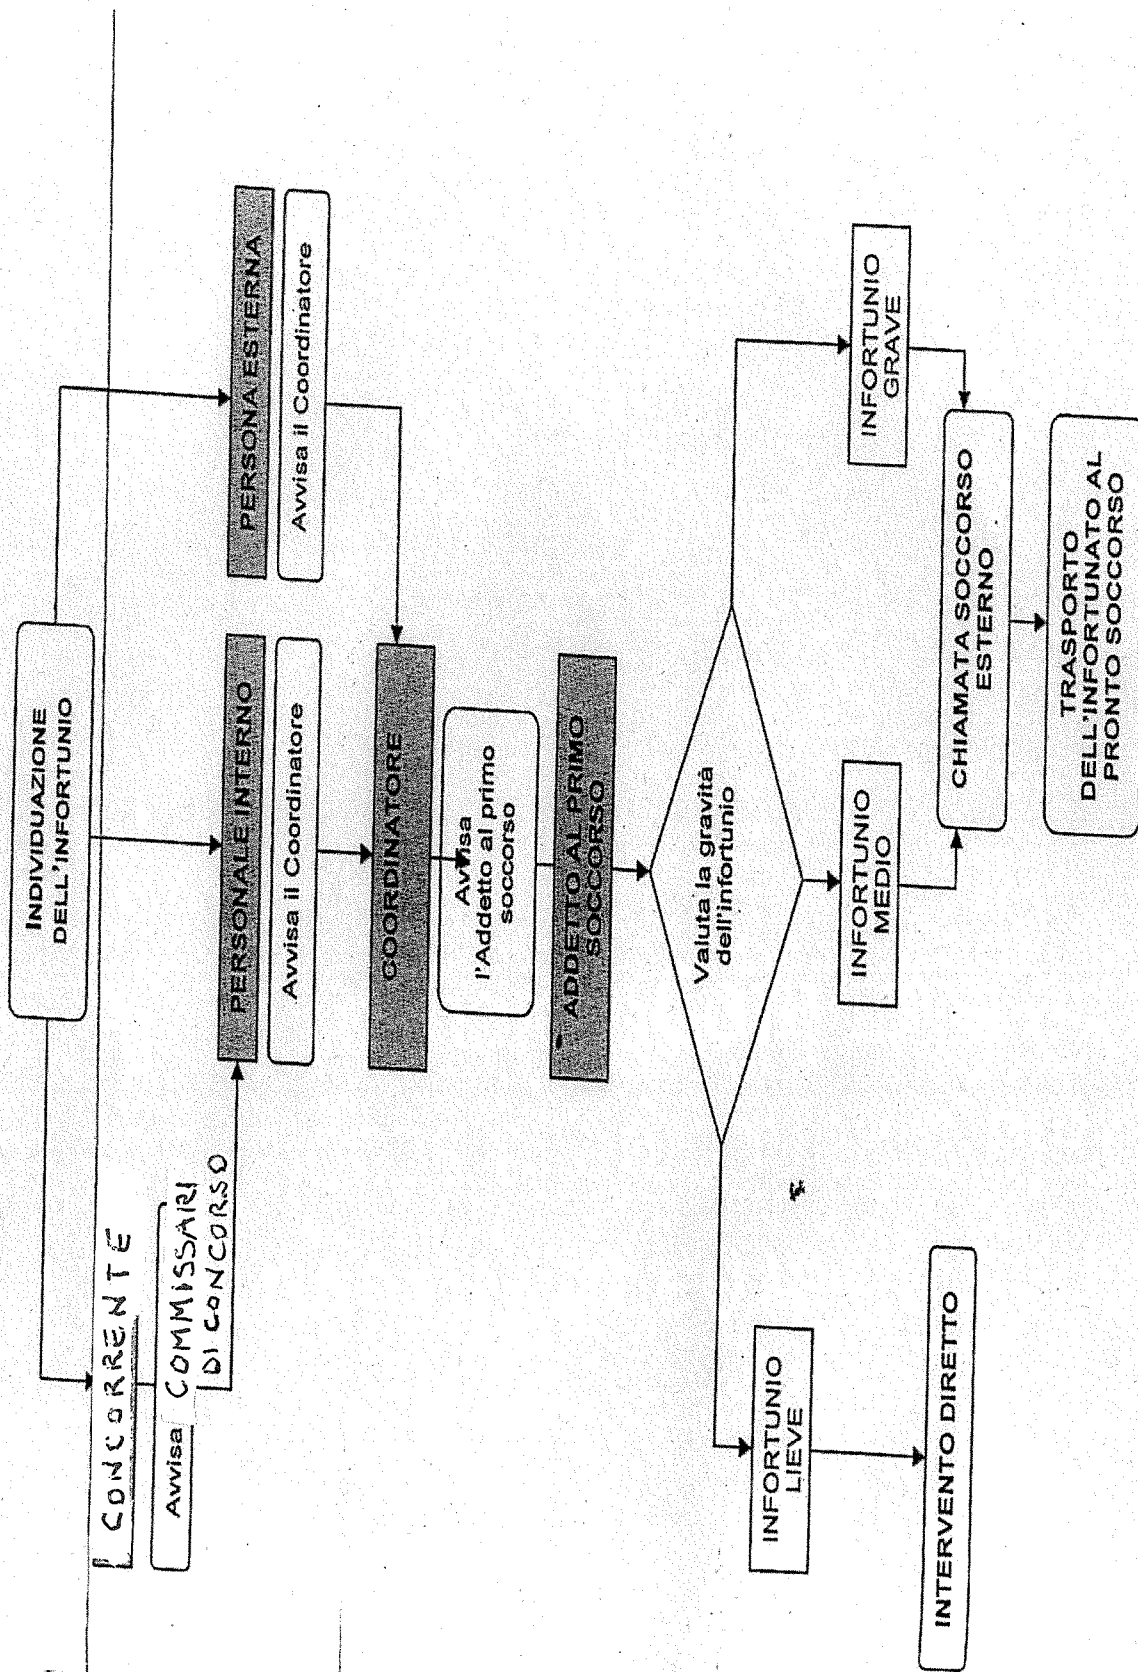 INDIVIDUAZIONE
DELL'INFORTUNIO
CONCORRENTE
Avvisa COMMISSARI
DI CONCORSO
PERSONALE INTERNO
Avvisa il Coordinatore
PERSONA ESTERNA
Avvisa il Coordinatore
COORDINATORE
Avvisa
l'Addetto al primo
soccorso
ADDETTO AL PRIMO
SOCCORSO
Valuta la gravità
dell'infortunio
INFORTUNIO
LIEVE
INFORTUNIO
MEDIO
INFORTUNIO
GRAVE
INTERVENTO DIRETTO
CHIAMATA SOCCORSO
ESTERNO
TRASPORTO
DELL'INFORTUNATO AL
PRONTO SOCCORSO